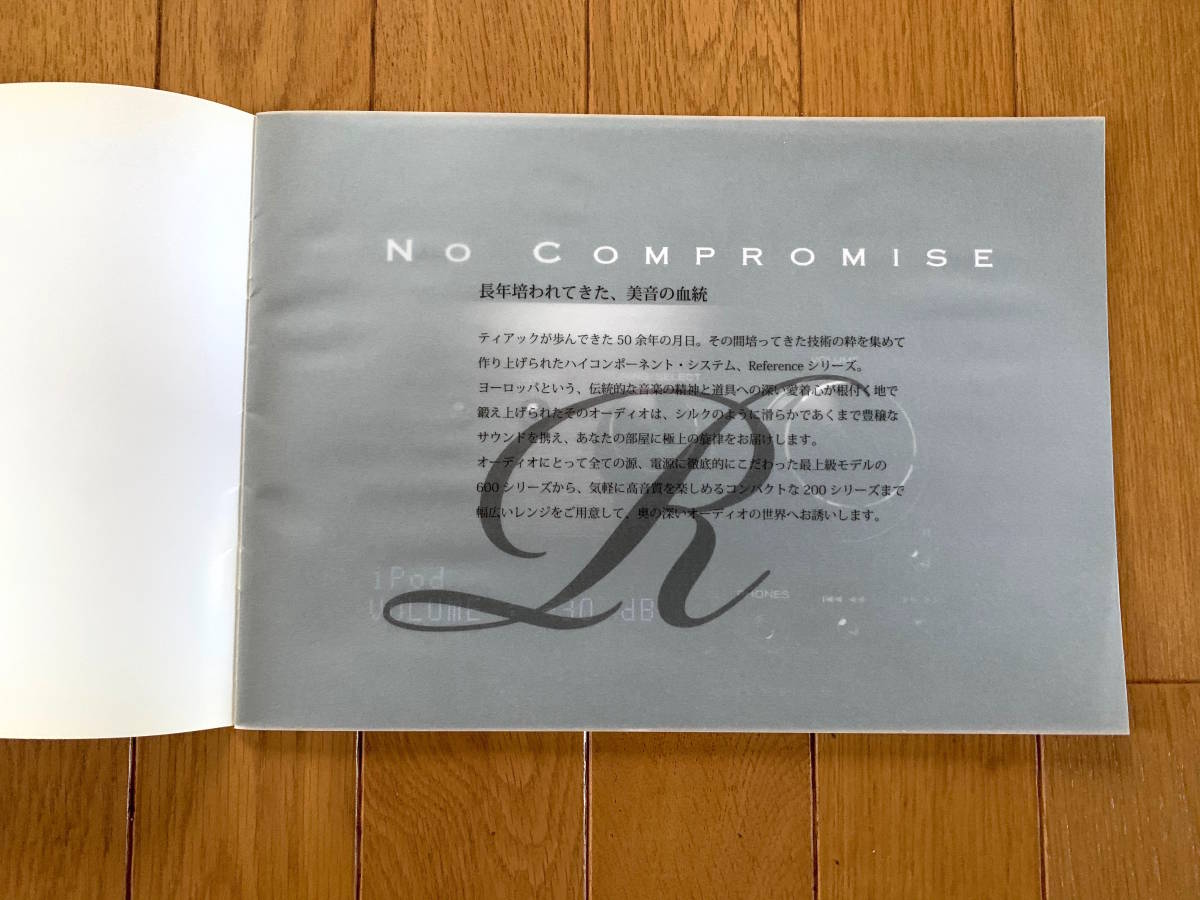 NO COMPROMISE
長年培われてきた、美音の血統
ティアックが歩んできた50余年の月日。その間培ってきた技術の粋を集めて
作り上げられたハイコンポーネント・システム、Referenceシリーズ。
ヨーロッパという、伝統的な音楽の精神と道具への深い愛着心が根付く地で
鍛え上げられたそのオーディオは、シルクのように滑らかであくまで豊穣な
サウンドを携え、あなたの部屋に極上の旋律をお届けします。
オーディオにとって全ての源、電源に徹底的にこだわった最上級モデルの
600シリーズから、気軽に高音質を楽しめるコンパクトな200シリーズまで
幅広いレンジをご用意して、奥の深いオーディオの世界へお誘いします。
R
iPod
VOLUME -30 dB
PHONES